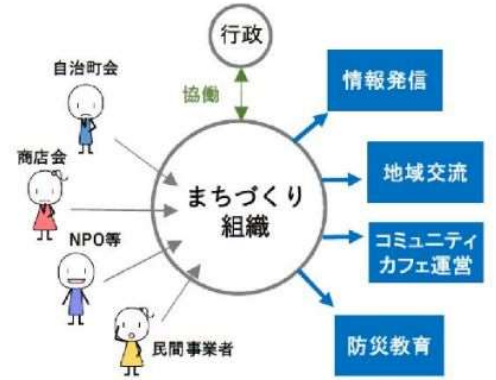 行政
協働
自治町会
商店会
NPO等
民間事業者
まちづくり
組織
情報発信
地域交流
コミュニティ
カフェ運営
防災教育